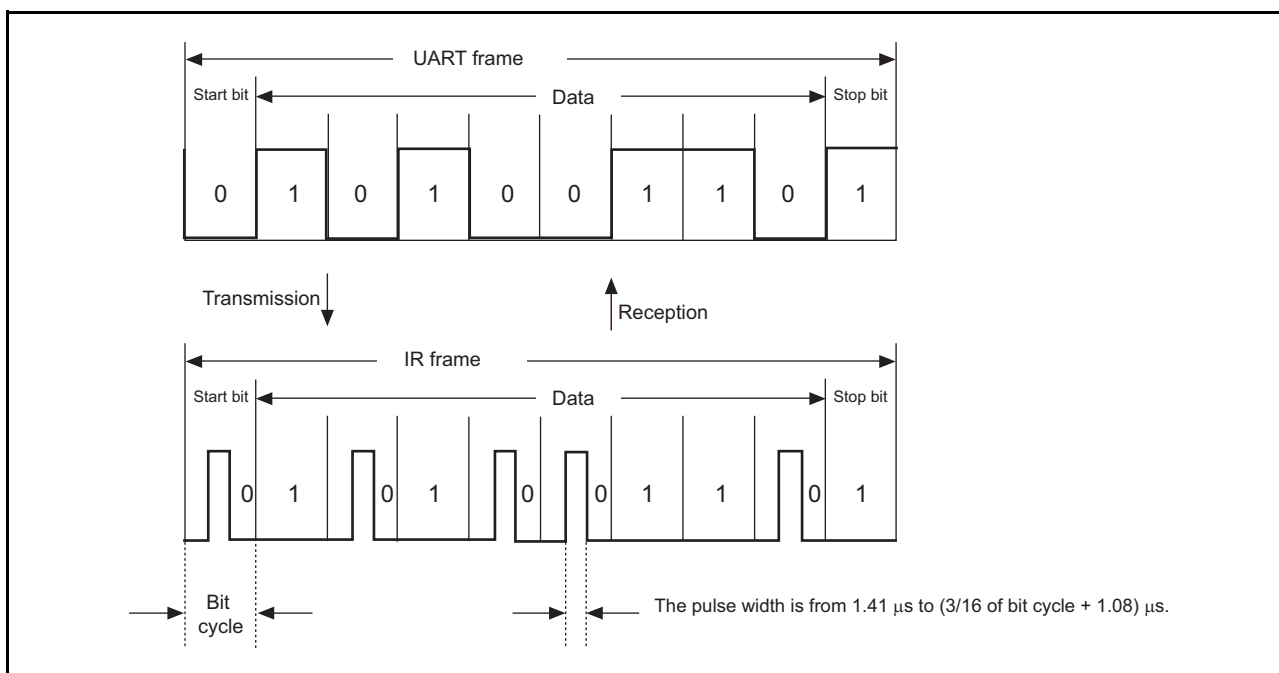 UART frame
Start bit Data Stop bit
0 1 0 1 0 0 1 1 0 1
Transmission
Reception
IR frame
Start bit Data Stop bit
0 1 0 1 0 0 1 1 0 1
Bit
cycle
The pulse width is from 1.41 μs to (3/16 of bit cycle + 1.08) μs.